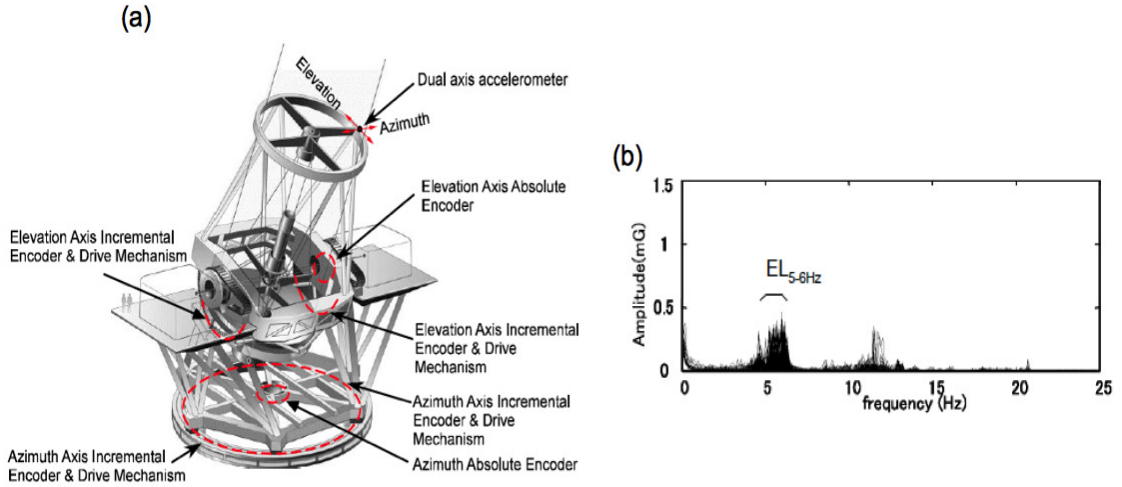 (a)
Elevation
Dual axis accelerometer
Azimuth
Elevation Axis Absolute
Encoder
Elevation Axis Incremental
Encoder & Drive Mechanism
Elevation Axis Incremental
Encoder & Drive
Mechanism
Azimuth Axis Incremental
Encoder & Drive
Mechanism
Azimuth Absolute Encoder
Azimuth Axis Incremental
Encoder & Drive Mechanism
(b)
1.5
1
0.5
0
Amplitude(mG)
EL5-6Hz
0 5 10 15 20 25
frequency (Hz)